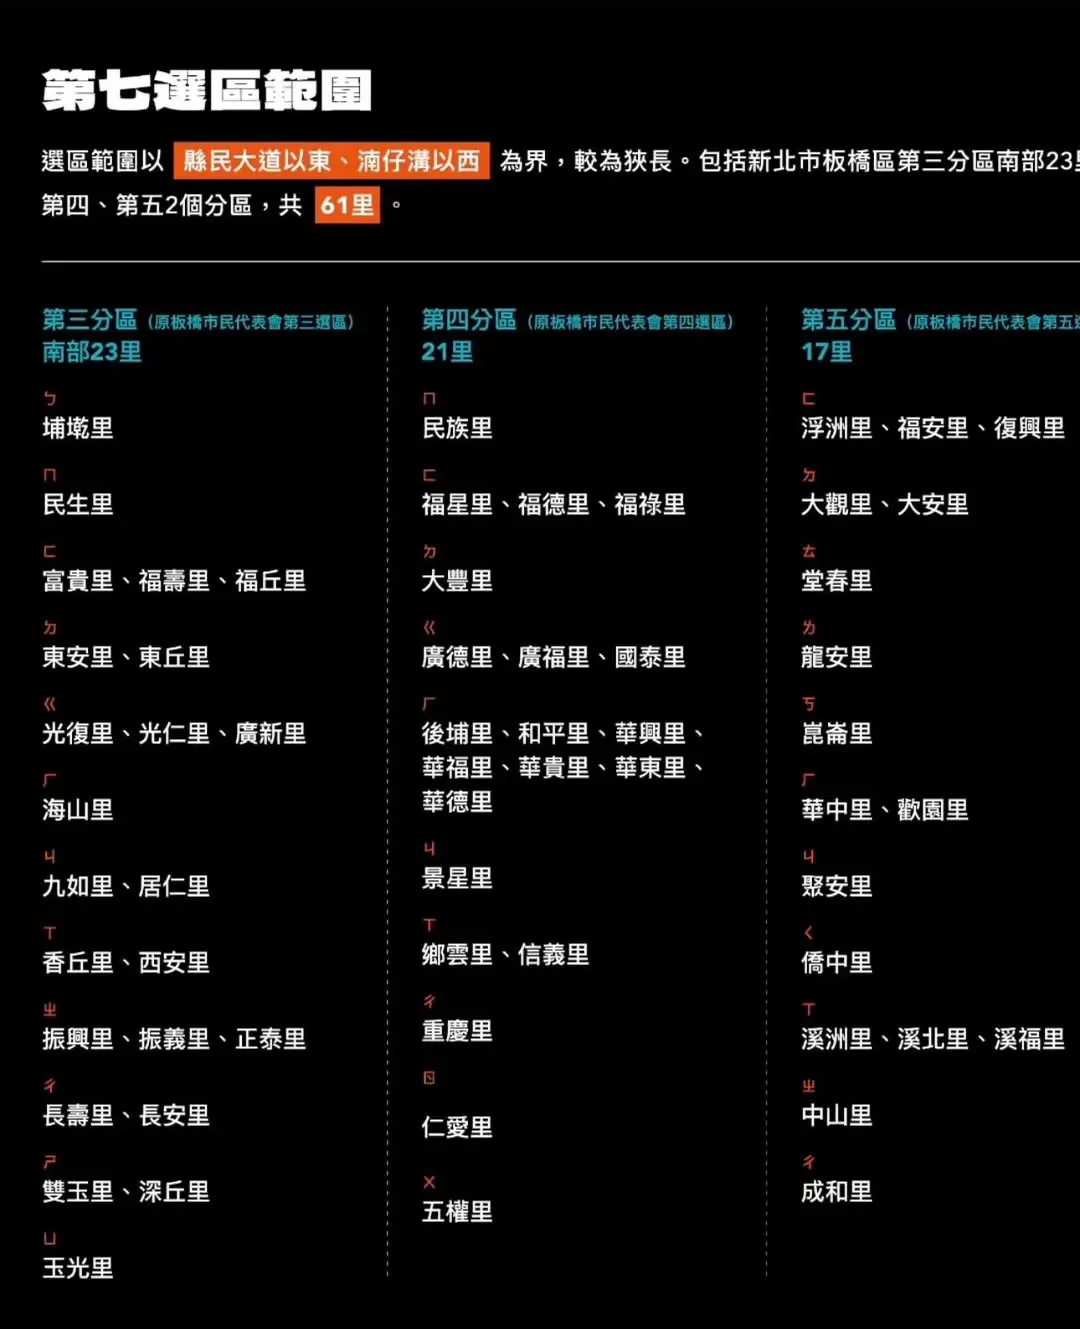 第七選區範圍
選區範圍以 縣民大道以東、湳仔溝以西 為界，較為狹長。包括新北市板橋區第三分區南部23里
第四、第五2個分區，共 61里 。
第三分區（原板橋市民代表會第三選區）
南部23里
ㄅ
埔墘里
ㄇ
民生里
ㄈ
富貴里、福壽里、福丘里
ㄉ
東安里、東丘里
ㄍ
光復里、光仁里、廣新里
ㄏ
海山里
ㄐ
九如里、居仁里
ㄒ
香丘里、西安里
ㄓ
振興里、振義里、正泰里
ㄔ
長壽里、長安里
ㄕ
雙玉里、深丘里
ㄩ
玉光里
第四分區（原板橋市民代表會第四選區）
21里
ㄇ
民族里
ㄈ
福星里、福德里、福祿里
ㄉ
大豐里
ㄍ
廣德里、廣福里、國泰里
ㄏ
後埔里、和平里、華興里、
華福里、華貴里、華東里、
華德里
ㄐ
景星里
ㄒ
鄉雲里、信義里
ㄔ
重慶里
ㄖ
仁愛里
ㄨ
五權里
第五分區（原板橋市民代表會第五選
17里
ㄈ
浮洲里、福安里、復興里
ㄉ
大觀里、大安里
ㄊ
堂春里
ㄌ
龍安里
ㄎ
崑崙里
ㄏ
華中里、歡園里
ㄐ
聚安里
ㄑ
僑中里
ㄒ
溪洲里、溪北里、溪福里
ㄓ
中山里
ㄔ
成和里